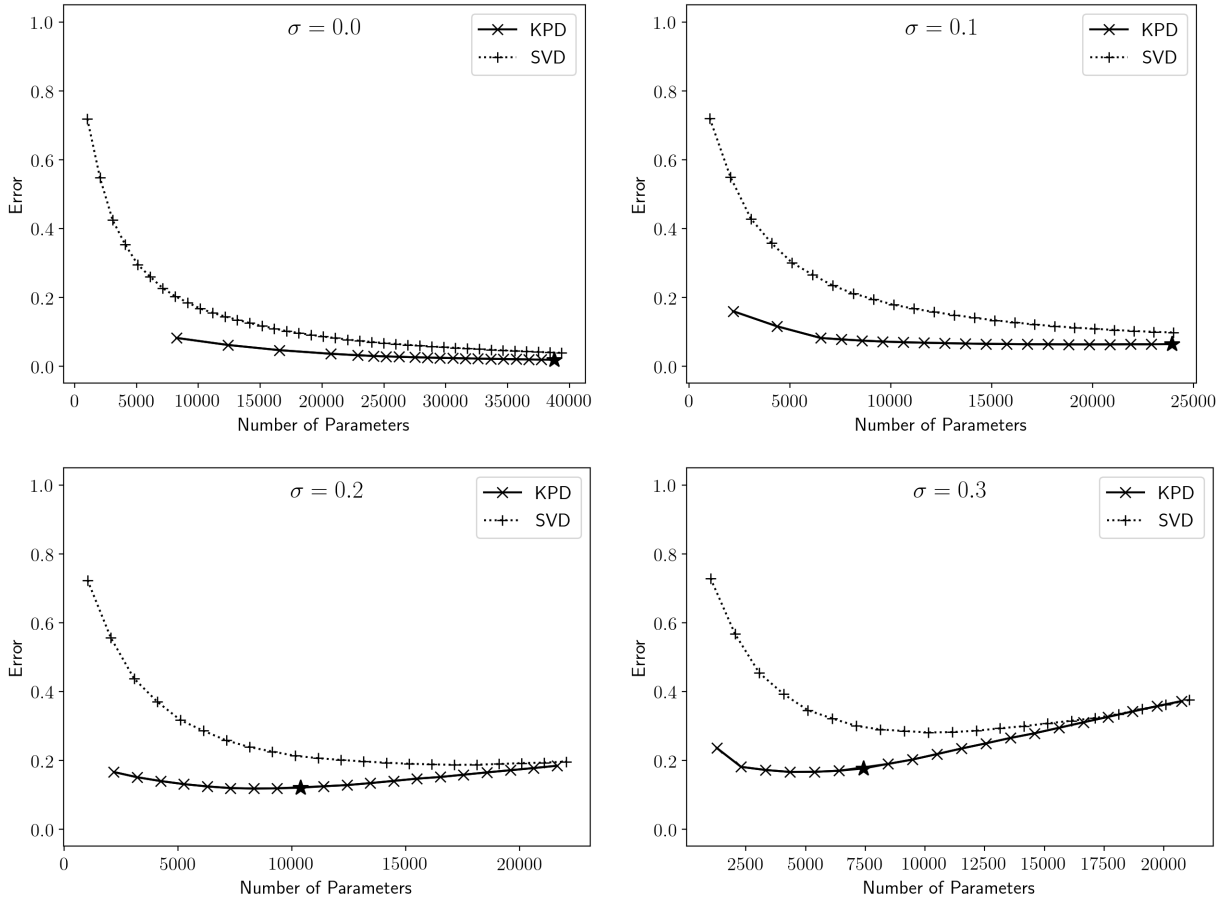 σ = 0.0
KPD
SVD
1.0
0.8
0.6
0.4
0.2
0.0
Error
0 5000 10000 15000 20000 25000 30000 35000 40000
Number of Parameters
σ = 0.1
KPD
SVD
1.0
0.8
0.6
0.4
0.2
0.0
Error
0 5000 10000 15000 20000 25000
Number of Parameters
σ = 0.2
KPD
SVD
1.0
0.8
0.6
0.4
0.2
0.0
Error
0 5000 10000 15000 20000
Number of Parameters
σ = 0.3
KPD
SVD
1.0
0.8
0.6
0.4
0.2
0.0
Error
2500 5000 7500 10000 12500 15000 17500 20000
Number of Parameters